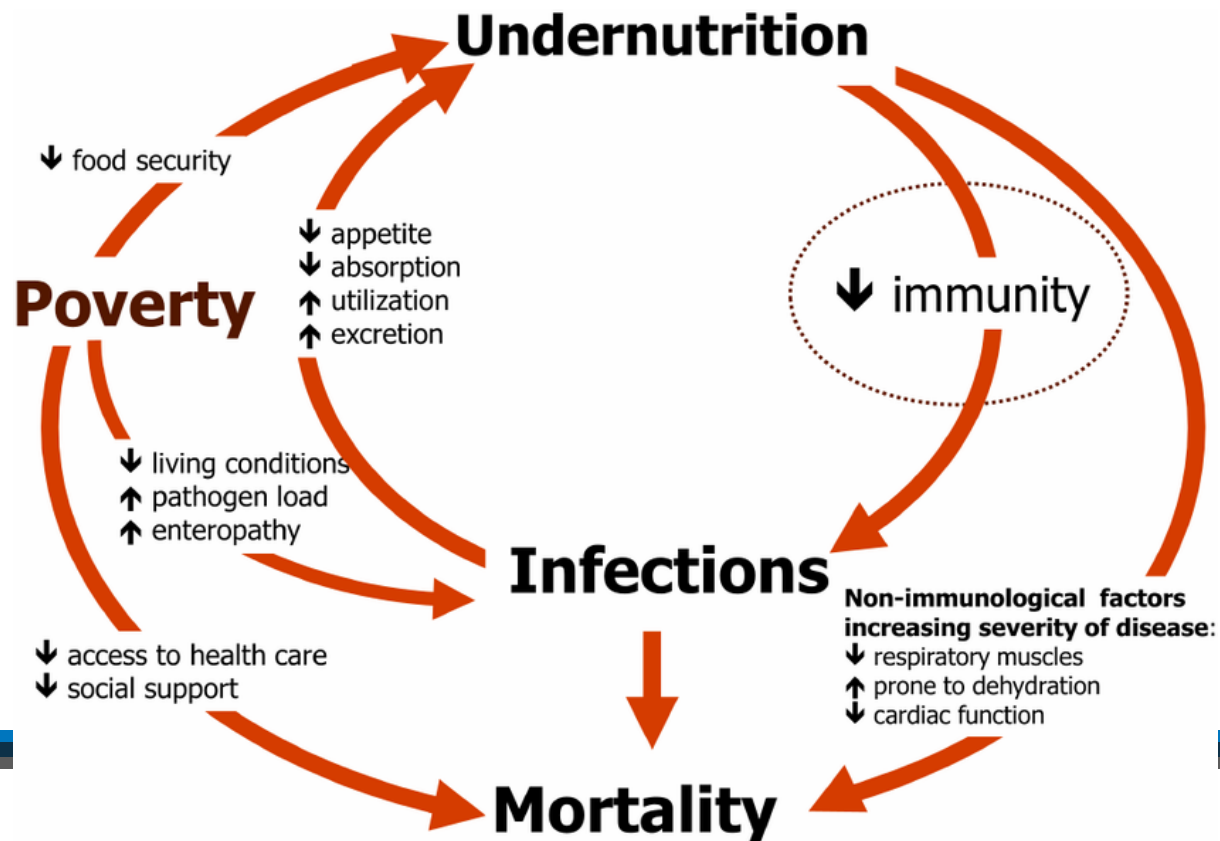 Undernutrition
↓ food security
↓ appetite
↓ absorption
↑ utilization
↑ excretion
↓ immunity
Poverty
↓ living conditions
↑ pathogen load
↑ enteropathy
Infections
Non-immunological factors
increasing severity of disease:
↓ respiratory muscles
↑ prone to dehydration
↓ cardiac function
↓ access to health care
↓ social support
Mortality